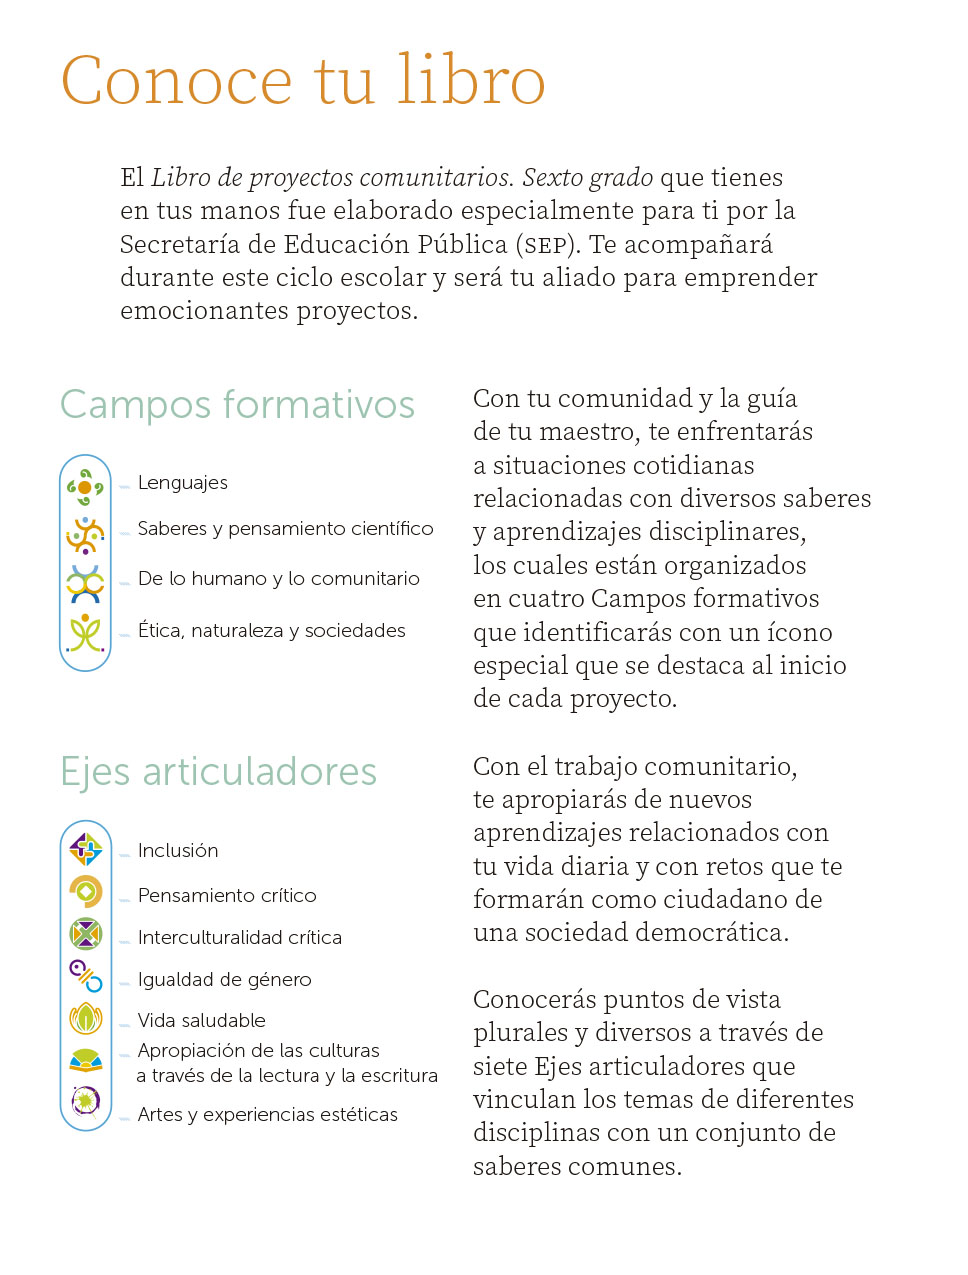 Conoce tu libro
El Libro de proyectos comunitarios. Sexto grado que tienes
en tus manos fue elaborado especialmente para ti por la
Secretaría de Educación Pública (SEP). Te acompañará
durante este ciclo escolar y será tu aliado para emprender
emocionantes proyectos.
Campos formativos
Lenguajes
Saberes y pensamiento científico
De lo humano y lo comunitario
Ética, naturaleza y sociedades
Con tu comunidad y la guía
de tu maestro, te enfrentarás
a situaciones cotidianas
relacionadas con diversos saberes
y aprendizajes disciplinares,
los cuales están organizados
en cuatro Campos formativos
que identificarás con un ícono
especial que se destaca al inicio
de cada proyecto.
Ejes articuladores
Inclusión
Pensamiento crítico
Interculturalidad crítica
Igualdad de género
Vida saludable
Apropiación de las culturas
a través de la lectura y la escritura
Artes y experiencias estéticas
Con el trabajo comunitario,
te apropiarás de nuevos
aprendizajes relacionados con
tu vida diaria y con retos que te
formarán como ciudadano de
una sociedad democrática.
Conocerás puntos de vista
plurales y diversos a través de
siete Ejes articuladores que
vinculan los temas de diferentes
disciplinas con un conjunto de
saberes comunes.